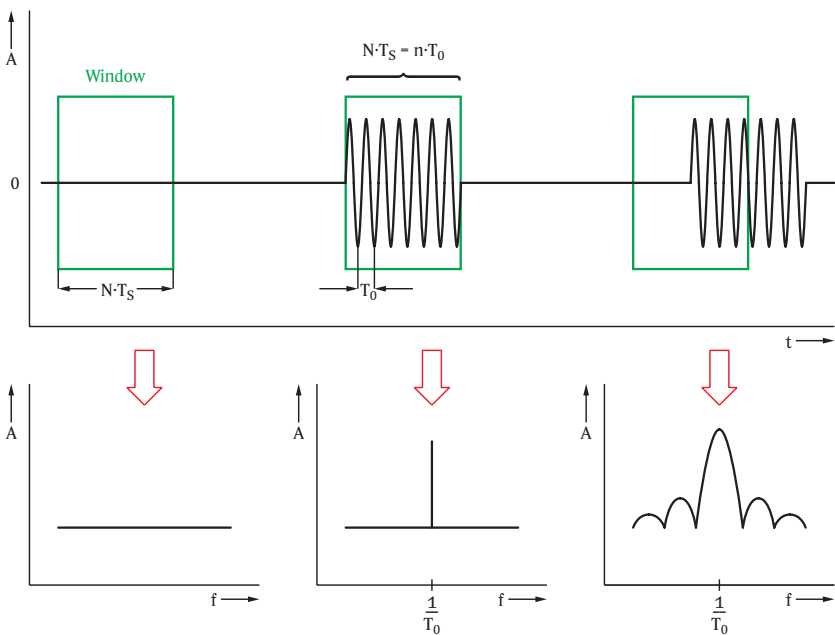 A
N·T_S = n·T_0
Window
0
N·T_S
T_0
t
A
A
A
f
f
f
1/T_0
1/T_0